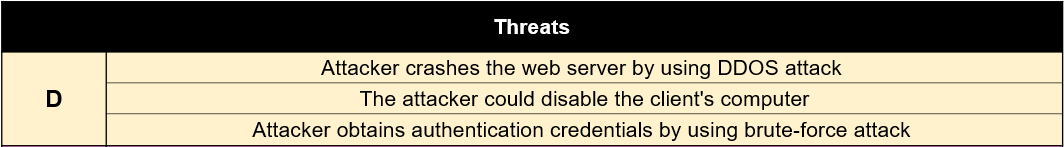 Threats
D
Attacker crashes the web server by using DDOS attack
The attacker could disable the client's computer
Attacker obtains authentication credentials by using brute-force attack